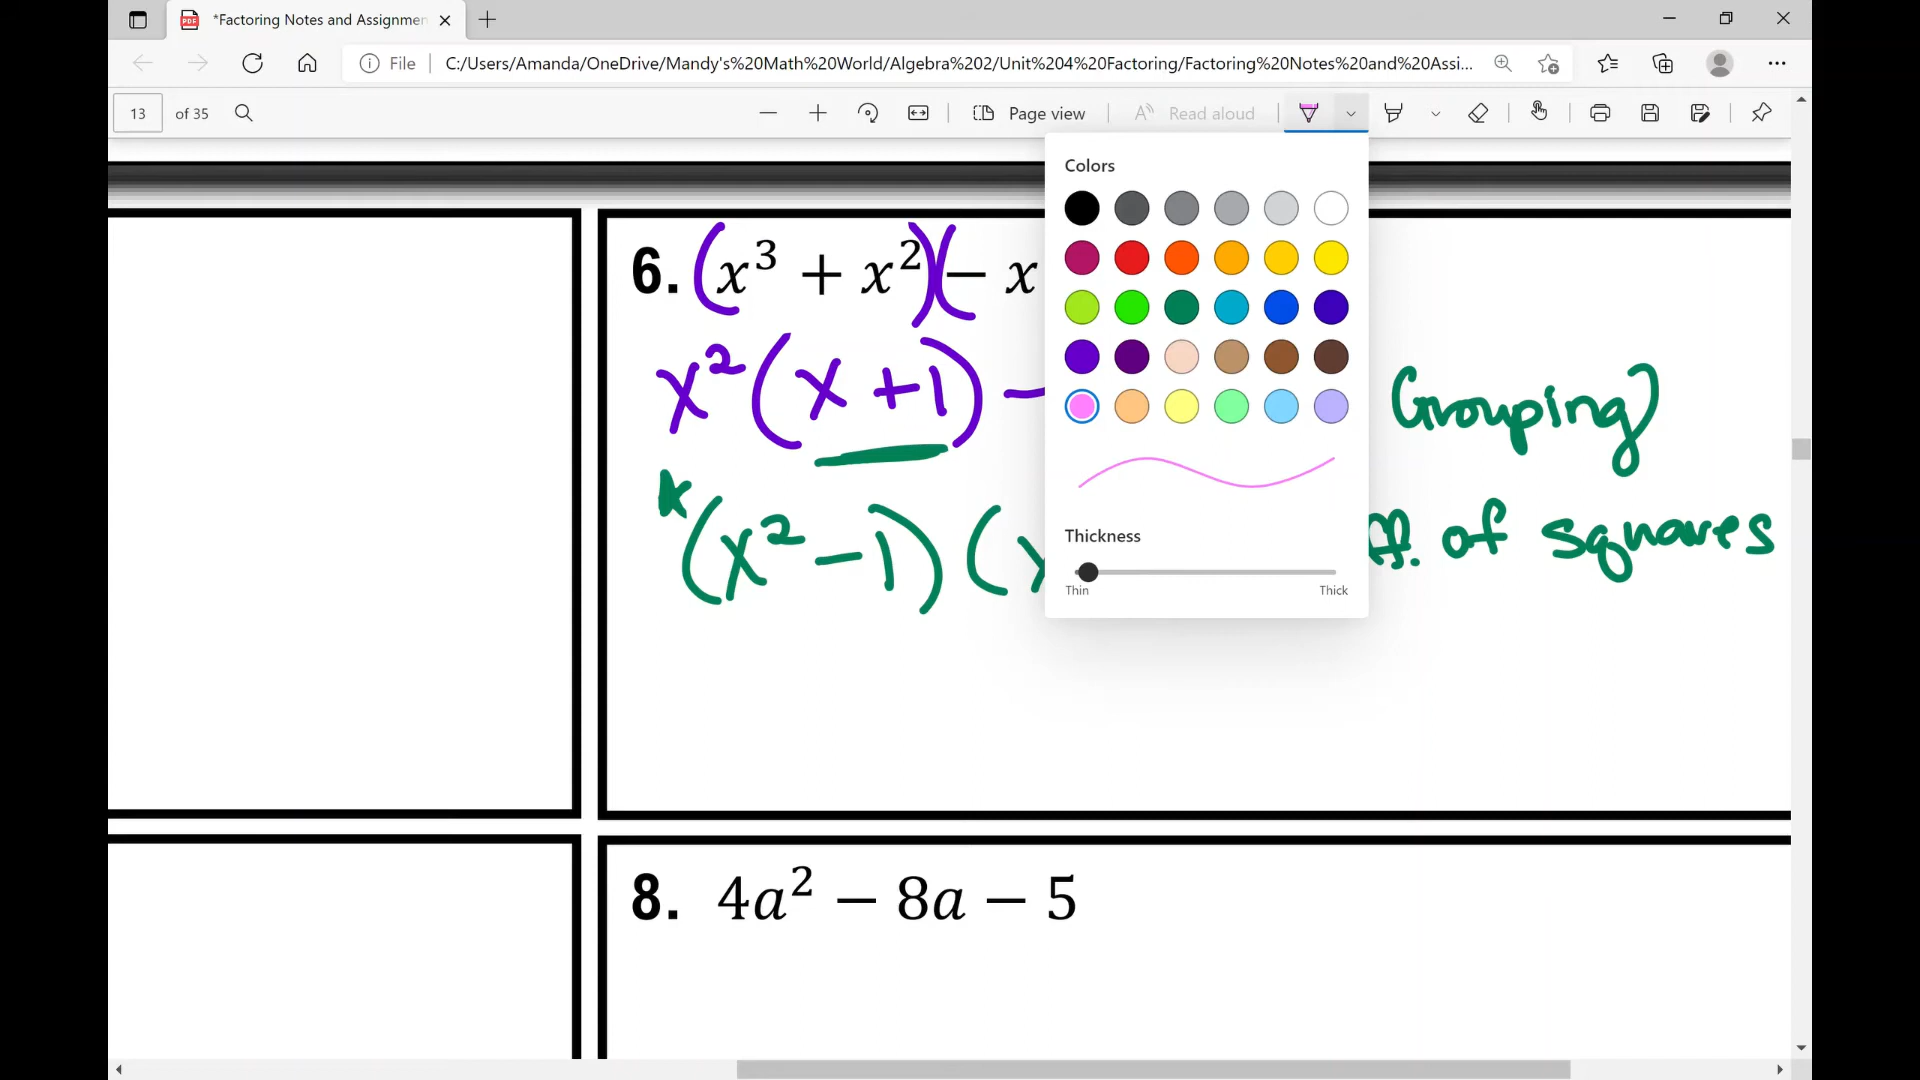 *Factoring Notes and Assignmen
File C:/Users/Amanda/OneDrive/Mandy's%20Math%20World/Algebra%202/Unit%204%20Factoring/Factoring%20Notes%20and%20Assi...
13 of 35 Page view Read aloud
Colors
Thickness
Thin Thick
6. (x³ + x²)(− x
x²(x+1) − Grouping)
*(x²−1)( ff. of squares
8. 4a² − 8a − 5